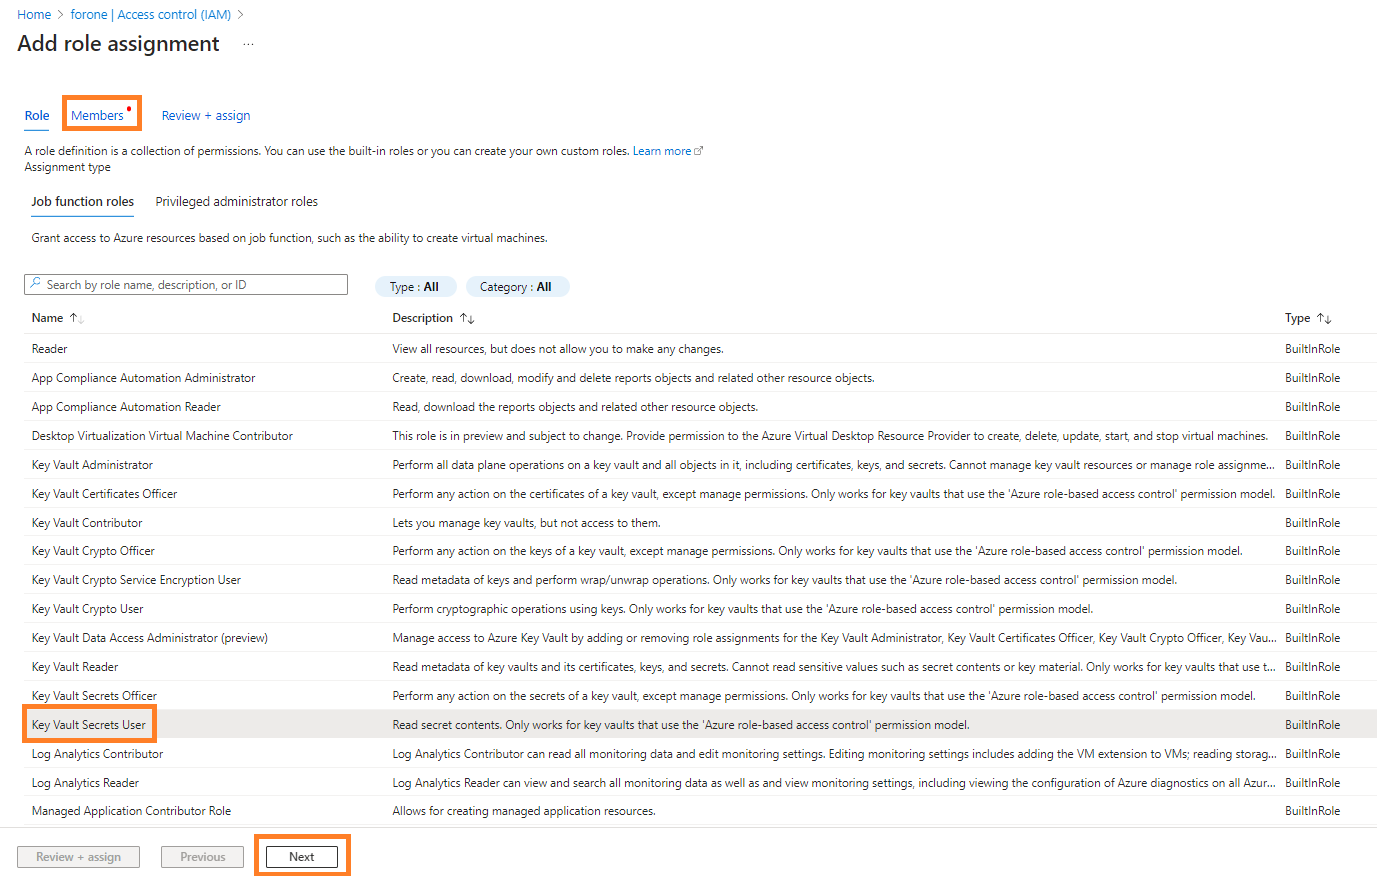 Home > forone | Access control (IAM) >
Add role assignment ...
Role Members Review + assign
A role definition is a collection of permissions. You can use the built-in roles or you can create your own custom roles. Learn more
Assignment type
Job function roles Privileged administrator roles
Grant access to Azure resources based on job function, such as the ability to create virtual machines.
Search by role name, description, or ID Type : All Category : All
Name ↑↓ Description ↑↓ Type ↑↓
Reader View all resources, but does not allow you to make any changes. BuiltInRole
App Compliance Automation Administrator Create, read, download, modify and delete reports objects and related other resource objects. BuiltInRole
App Compliance Automation Reader Read, download the reports objects and related other resource objects. BuiltInRole
Desktop Virtualization Virtual Machine Contributor This role is in preview and subject to change. Provide permission to the Azure Virtual Desktop Resource Provider to create, delete, update, start, and stop virtual machines. BuiltInRole
Key Vault Administrator Perform all data plane operations on a key vault and all objects in it, including certificates, keys, and secrets. Cannot manage key vault resources or manage role assignme... BuiltInRole
Key Vault Certificates Officer Perform any action on the certificates of a key vault, except manage permissions. Only works for key vaults that use the 'Azure role-based access control' permission model. BuiltInRole
Key Vault Contributor Lets you manage key vaults, but not access to them. BuiltInRole
Key Vault Crypto Officer Perform any action on the keys of a key vault, except manage permissions. Only works for key vaults that use the 'Azure role-based access control' permission model. BuiltInRole
Key Vault Crypto Service Encryption User Read metadata of keys and perform wrap/unwrap operations. Only works for key vaults that use the 'Azure role-based access control' permission model. BuiltInRole
Key Vault Crypto User Perform cryptographic operations using keys. Only works for key vaults that use the 'Azure role-based access control' permission model. BuiltInRole
Key Vault Data Access Administrator (preview) Manage access to Azure Key Vault by adding or removing role assignments for the Key Vault Administrator, Key Vault Certificates Officer, Key Vault Crypto Officer, Key Vau... BuiltInRole
Key Vault Reader Read metadata of key vaults and its certificates, keys, and secrets. Cannot read sensitive values such as secret contents or key material. Only works for key vaults that use t... BuiltInRole
Key Vault Secrets Officer Perform any action on the secrets of a key vault, except manage permissions. Only works for key vaults that use the 'Azure role-based access control' permission model. BuiltInRole
Key Vault Secrets User Read secret contents. Only works for key vaults that use the 'Azure role-based access control' permission model. BuiltInRole
Log Analytics Contributor Log Analytics Contributor can read all monitoring data and edit monitoring settings. Editing monitoring settings includes adding the VM extension to VMs; reading storag... BuiltInRole
Log Analytics Reader Log Analytics Reader can view and search all monitoring data as well as and view monitoring settings, including viewing the configuration of Azure diagnostics on all Azur... BuiltInRole
Managed Application Contributor Role Allows for creating managed application resources. BuiltInRole
Review + assign Previous Next